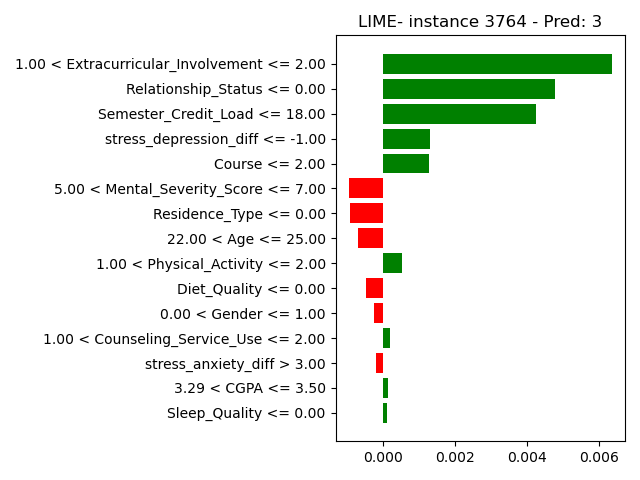 LIME- instance 3764 - Pred: 3
1.00 < Extracurricular_Involvement <= 2.00
Relationship_Status <= 0.00
Semester_Credit_Load <= 18.00
stress_depression_diff <= -1.00
Course <= 2.00
5.00 < Mental_Severity_Score <= 7.00
Residence_Type <= 0.00
22.00 < Age <= 25.00
1.00 < Physical_Activity <= 2.00
Diet_Quality <= 0.00
0.00 < Gender <= 1.00
1.00 < Counseling_Service_Use <= 2.00
stress_anxiety_diff > 3.00
3.29 < CGPA <= 3.50
Sleep_Quality <= 0.00
0.000 0.002 0.004 0.006